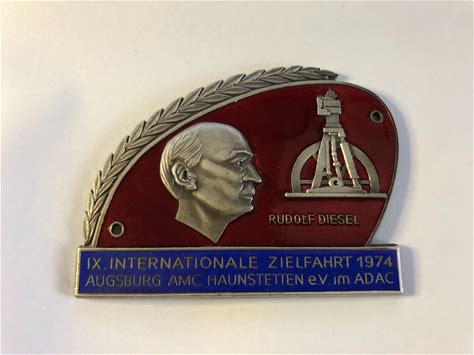 RUDOLF DIESEL
IX. INTERNATIONALE ZIELFAHRT 1974
AUGSBURG AMC HAUNSTETTEN e.V. im ADAC